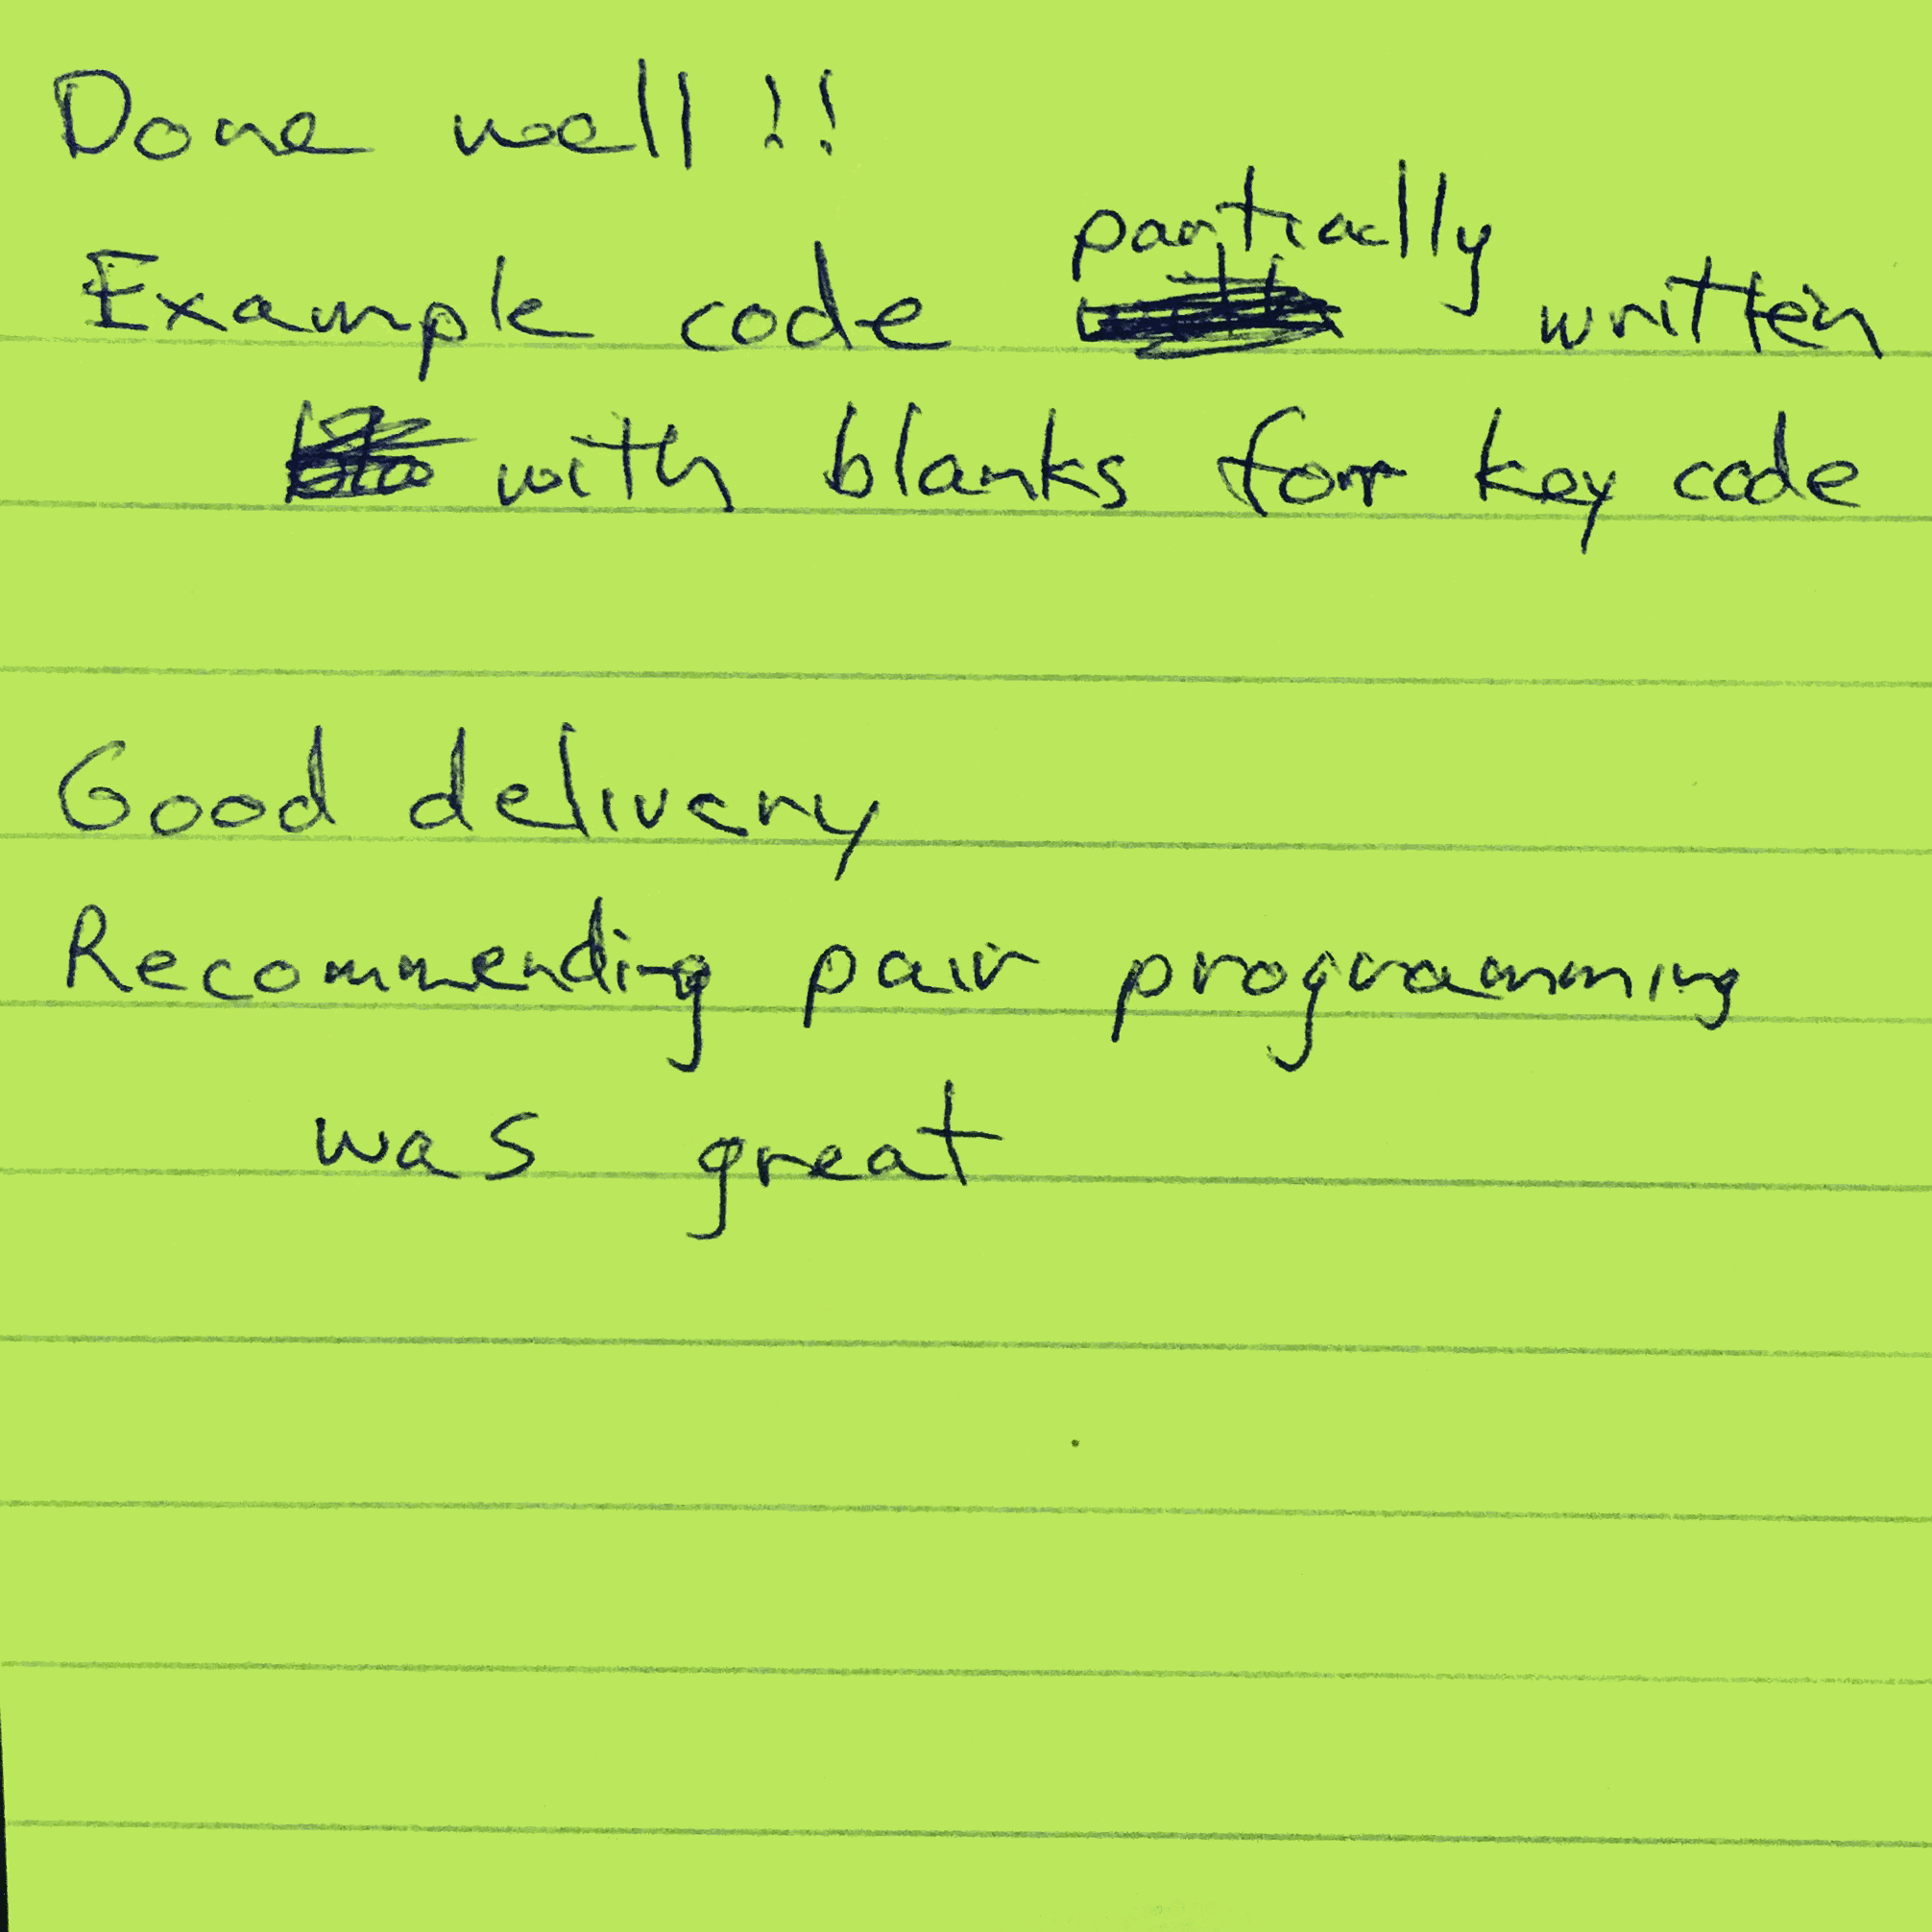 Done well!!
Example code partially written
with blanks for key code
Good delivery
Recommending pair programming
was great